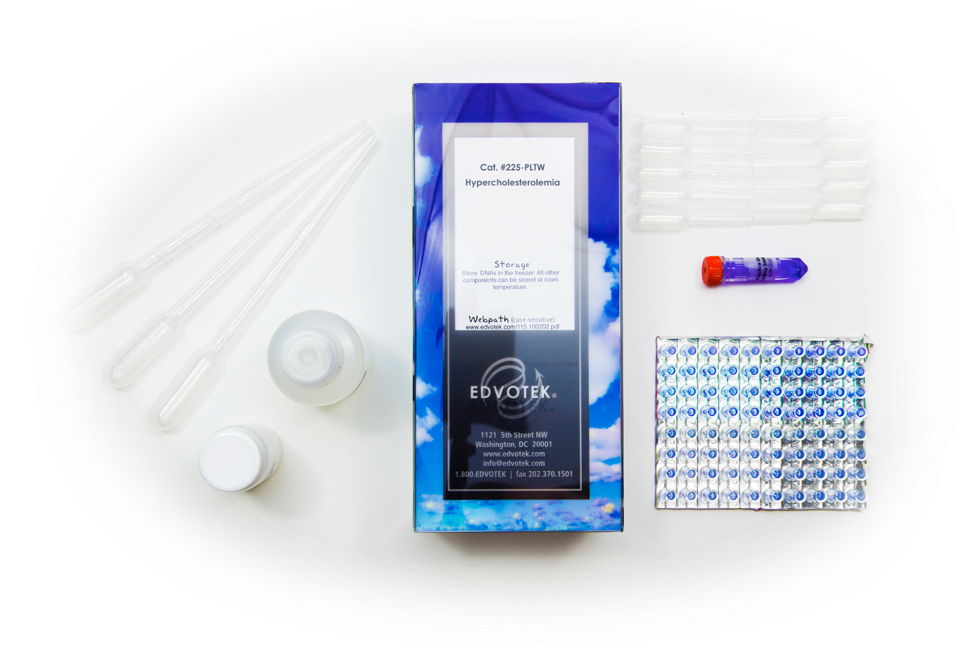 Cat. #225-PLTW
Hypercholesterolemia
Storage
Store DNAs in the freezer. All other
components can be stored at room
temperature.
Webpath (case-sensitive)
www.edvotek.com/115 100202.pdf
EDVOTEK®
1121 5th Street NW
Washington, DC 20001
www.edvotek.com
info@edvotek.com
1.800.EDVOTEK | fax 202.370.1501